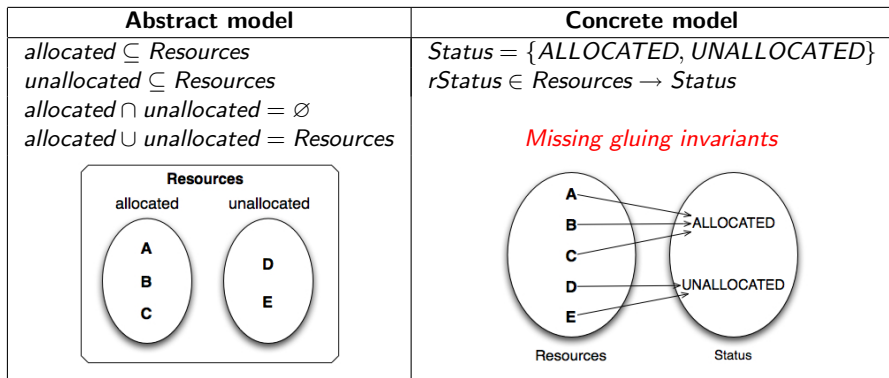 Abstract model
Concrete model
allocated ⊆ Resources
unallocated ⊆ Resources
allocated ∩ unallocated = ∅
allocated ∪ unallocated = Resources
Status = {ALLOCATED, UNALLOCATED}
rStatus ∈ Resources → Status
Missing gluing invariants
Resources
allocated
unallocated
A
B
C
D
E
A
B
C
D
E
ALLOCATED
UNALLOCATED
Resources
Status